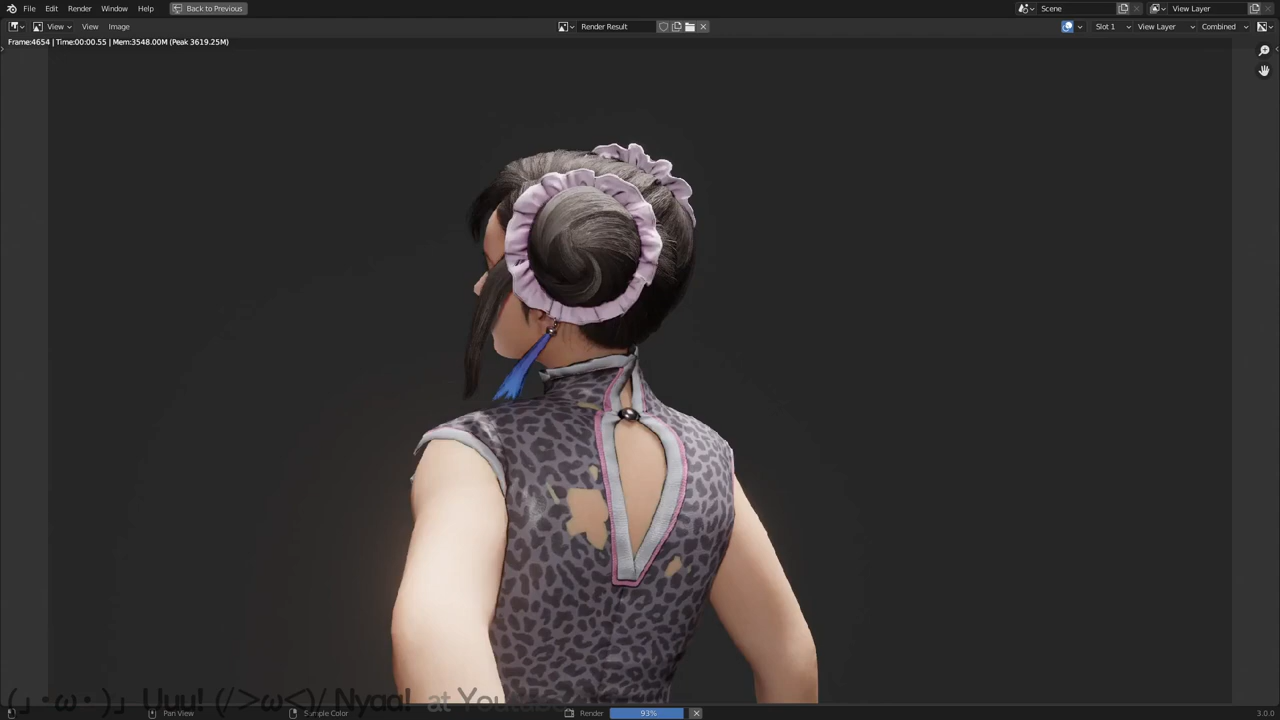 File Edit Render Window Help Back to Previous Scene View Layer
View View Image Render Result Slot 1 View Layer Combined
Frame:4654 | Time:00:00.55 | Mem:3548.00M (Peak 3619.25M)
(」・ω・)」Uuu! (/>ω<)/ Nyaa! at Youtube
Pan View Sample Color Render 93% 3.0.0